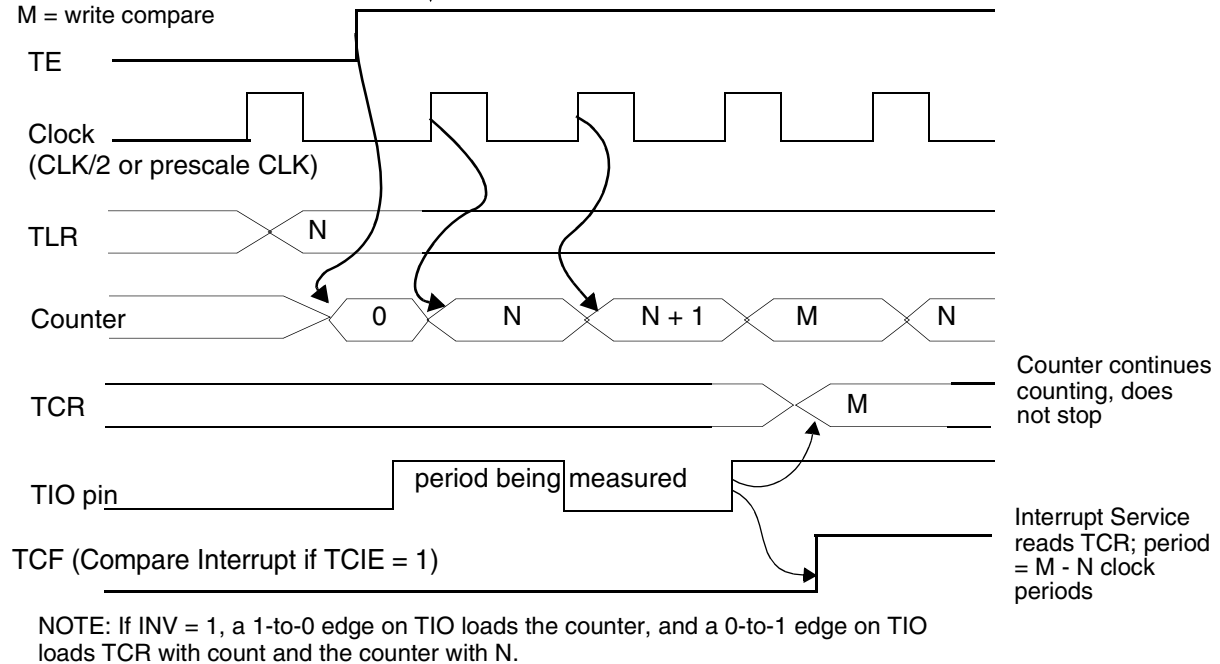 M = write compare
TE
Clock
(CLK/2 or prescale CLK)
TLR
N
Counter
0
N
N + 1
M
N
TCR
M
Counter continues
counting, does
not stop
TIO pin
period being measured
TCF (Compare Interrupt if TCIE = 1)
Interrupt Service
reads TCR; period
= M - N clock
periods
NOTE: If INV = 1, a 1-to-0 edge on TIO loads the counter, and a 0-to-1 edge on TIO
loads TCR with count and the counter with N.